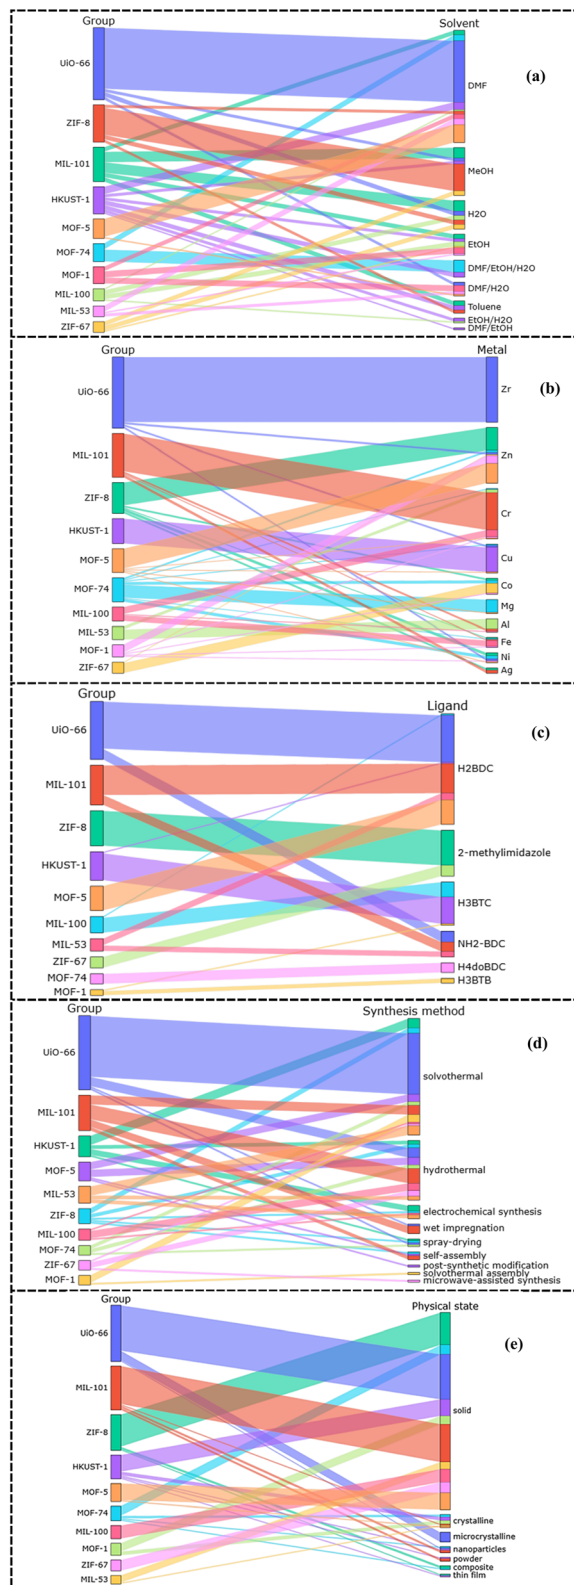 Group
Solvent
UiO-66
ZIF-8
MIL-101
HKUST-1
MOF-5
MOF-74
MOF-1
MIL-100
MIL-53
ZIF-67
DMF
MeOH
H2O
EtOH
DMF/EtOH/H2O
DMF/H2O
Toluene
EtOH/H2O
DMF/EtOH
(a)
Group
Metal
UiO-66
MIL-101
ZIF-8
HKUST-1
MOF-5
MOF-74
MIL-100
MIL-53
MOF-1
ZIF-67
Zr
Zn
Cr
Cu
Co
Mg
Al
Fe
Ni
Ag
(b)
Group
Ligand
UiO-66
MIL-101
ZIF-8
HKUST-1
MOF-5
MIL-100
MIL-53
ZIF-67
MOF-74
MOF-1
H2BDC
2-methylimidazole
H3BTC
NH2-BDC
H4doBDC
H3BTB
(c)
Group
Synthesis method
UiO-66
MIL-101
HKUST-1
MOF-5
MIL-53
ZIF-8
MIL-100
MOF-74
ZIF-67
MOF-1
solvothermal
hydrothermal
electrochemical synthesis
wet impregnation
spray-drying
self-assembly
post-synthetic modification
solvothermal assembly
microwave-assisted synthesis
(d)
Group
Physical state
UiO-66
MIL-101
ZIF-8
HKUST-1
MOF-5
MOF-74
MIL-100
MOF-1
ZIF-67
MIL-53
solid
crystalline
microcrystalline
nanoparticles
powder
composite
thin film
(e)